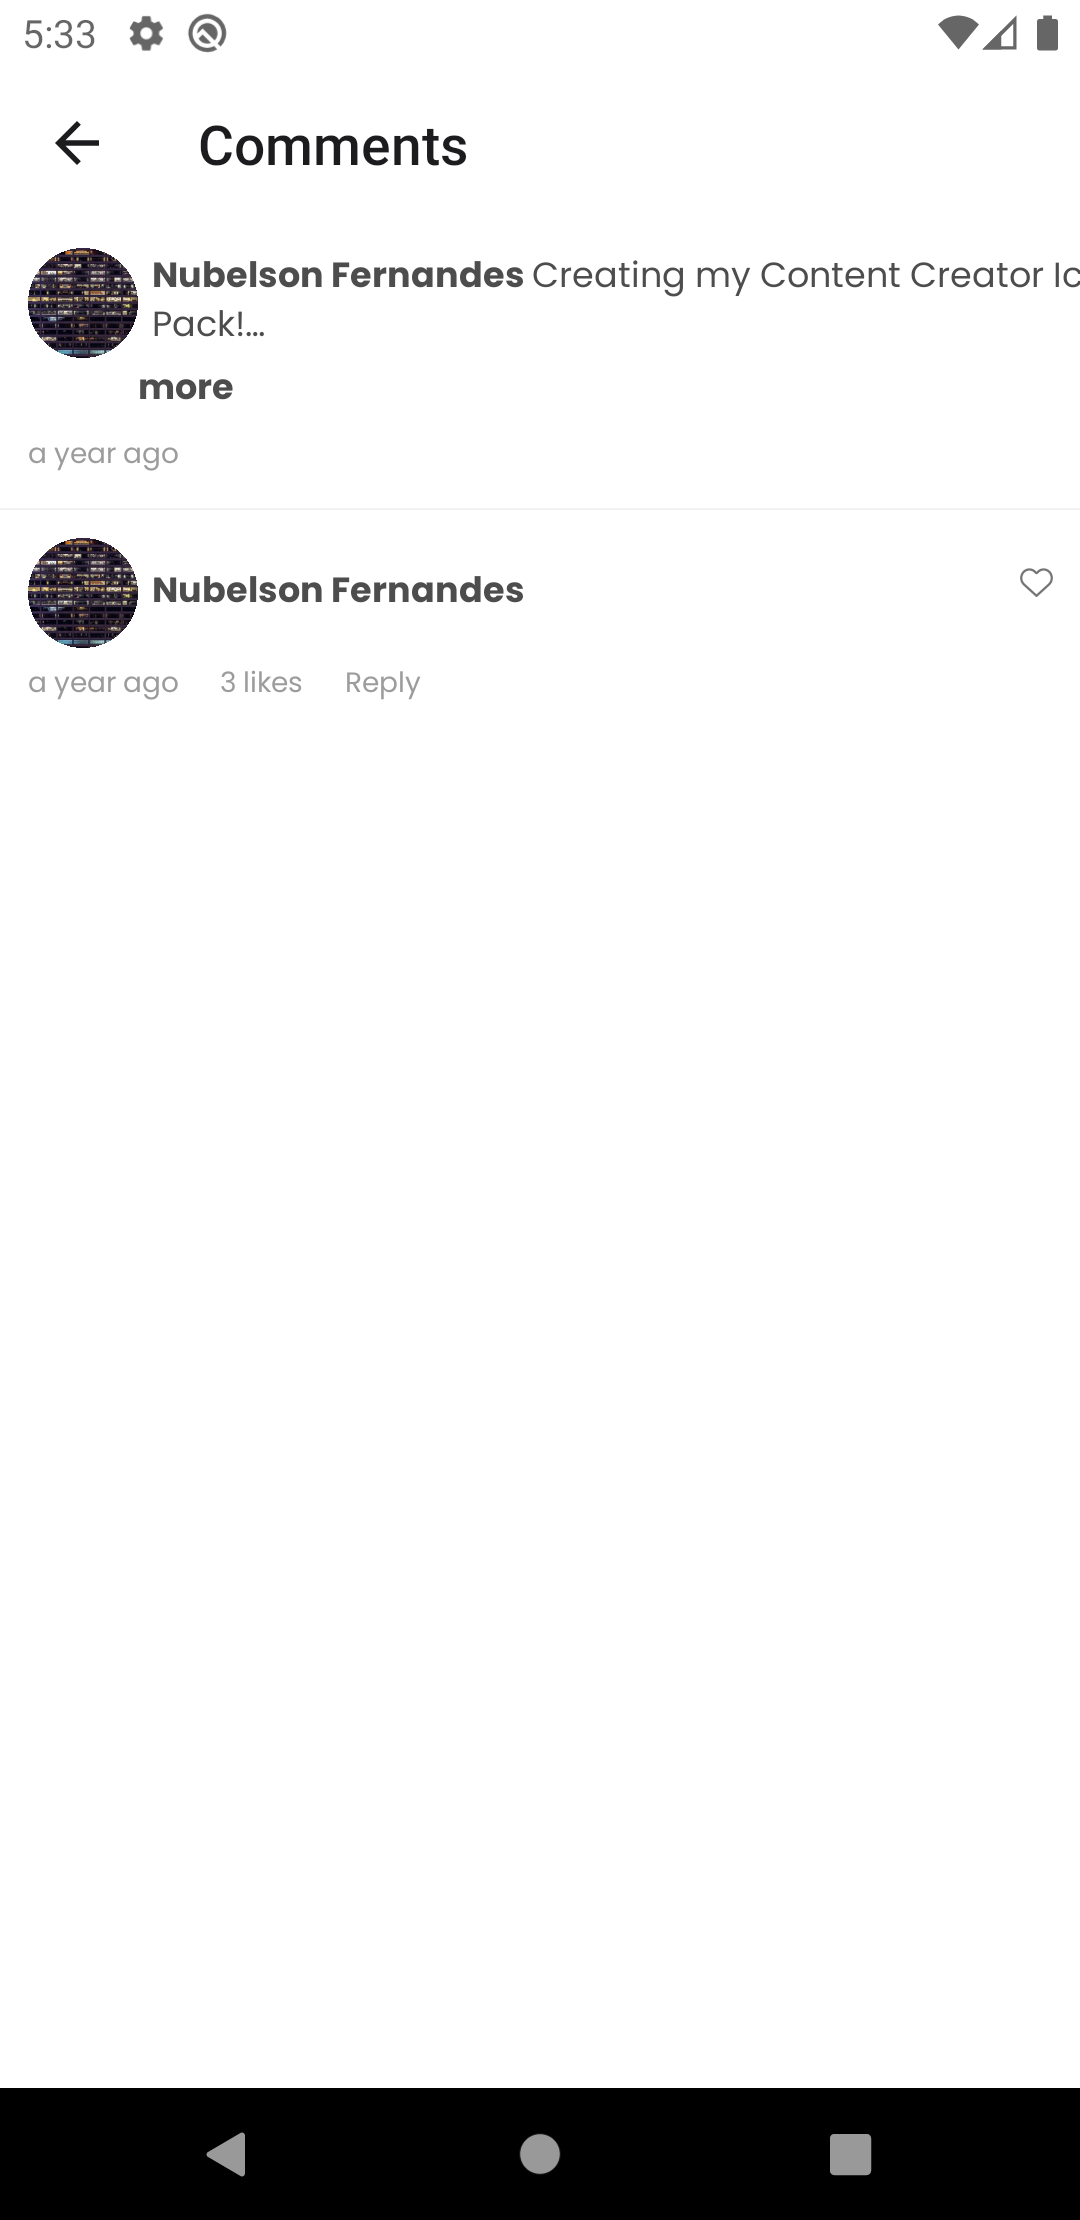 5:33
Comments
Nubelson Fernandes Creating my Content Creator Ic
Pack!...
more
a year ago
Nubelson Fernandes
a year ago 3 likes Reply